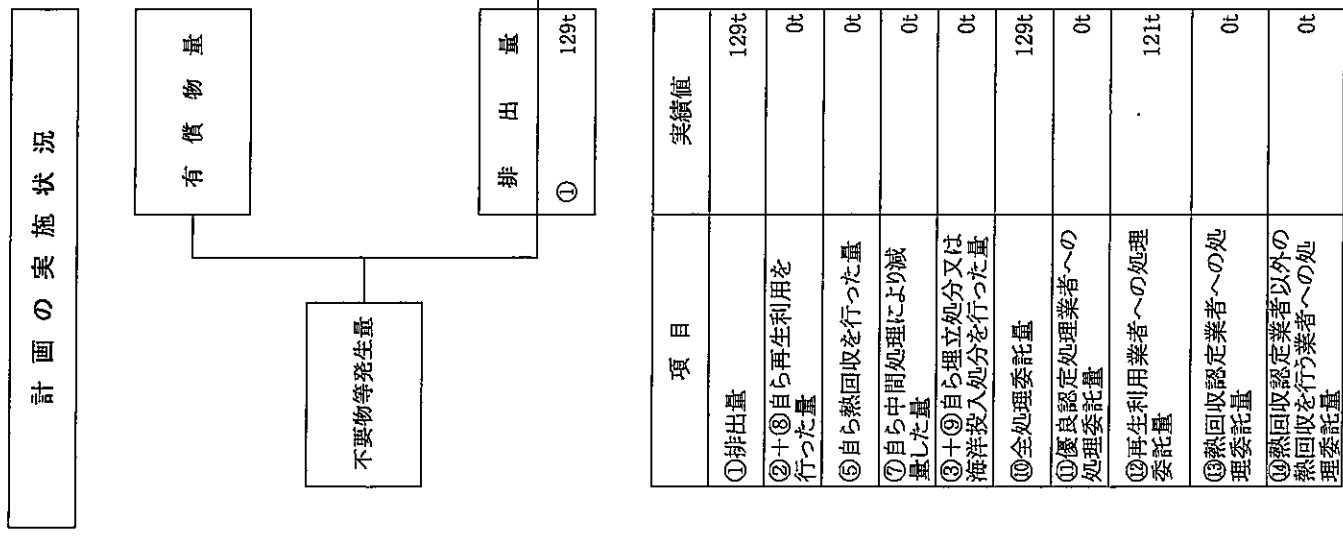 計画の実施状況
有償物量
不要物等発生量
排出量
① 129t
項目 実績値
①排出量 129t
②＋⑧自ら再生利用を
行った量 0t
⑤自ら熱回収を行った量 0t
⑦自ら中間処理により減
量した量 0t
③＋⑨自ら埋立処分又は
海洋投入処分を行った量 0t
⑩全処理委託量 129t
⑪優良認定処理業者への
処理委託量 0t
⑫再生利用業者への処理
委託量 121t
⑬熱回収認定業者への処
理委託量 0t
⑭熱回収認定業者以外の
熱回収を行う業者への処
理委託量 0t